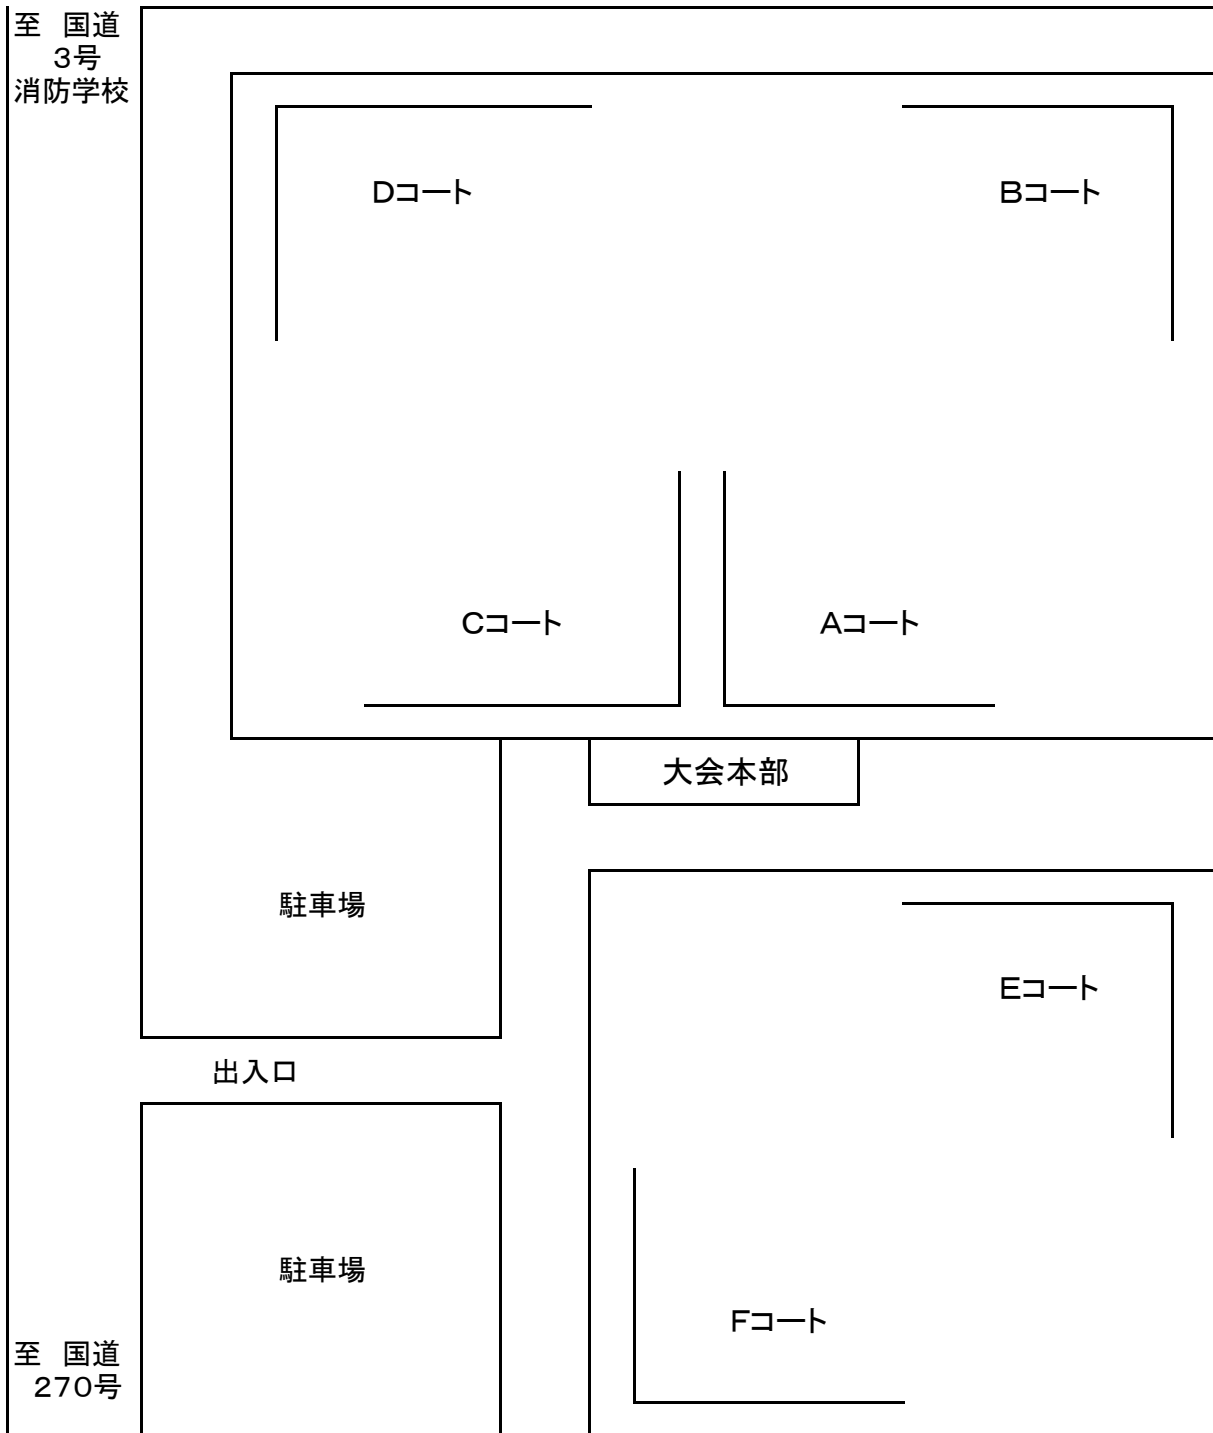 至 国道
3号
消防学校
Dコート
Bコート
Cコート
Aコート
大会本部
駐車場
Eコート
出入口
駐車場
Fコート
至 国道
270号